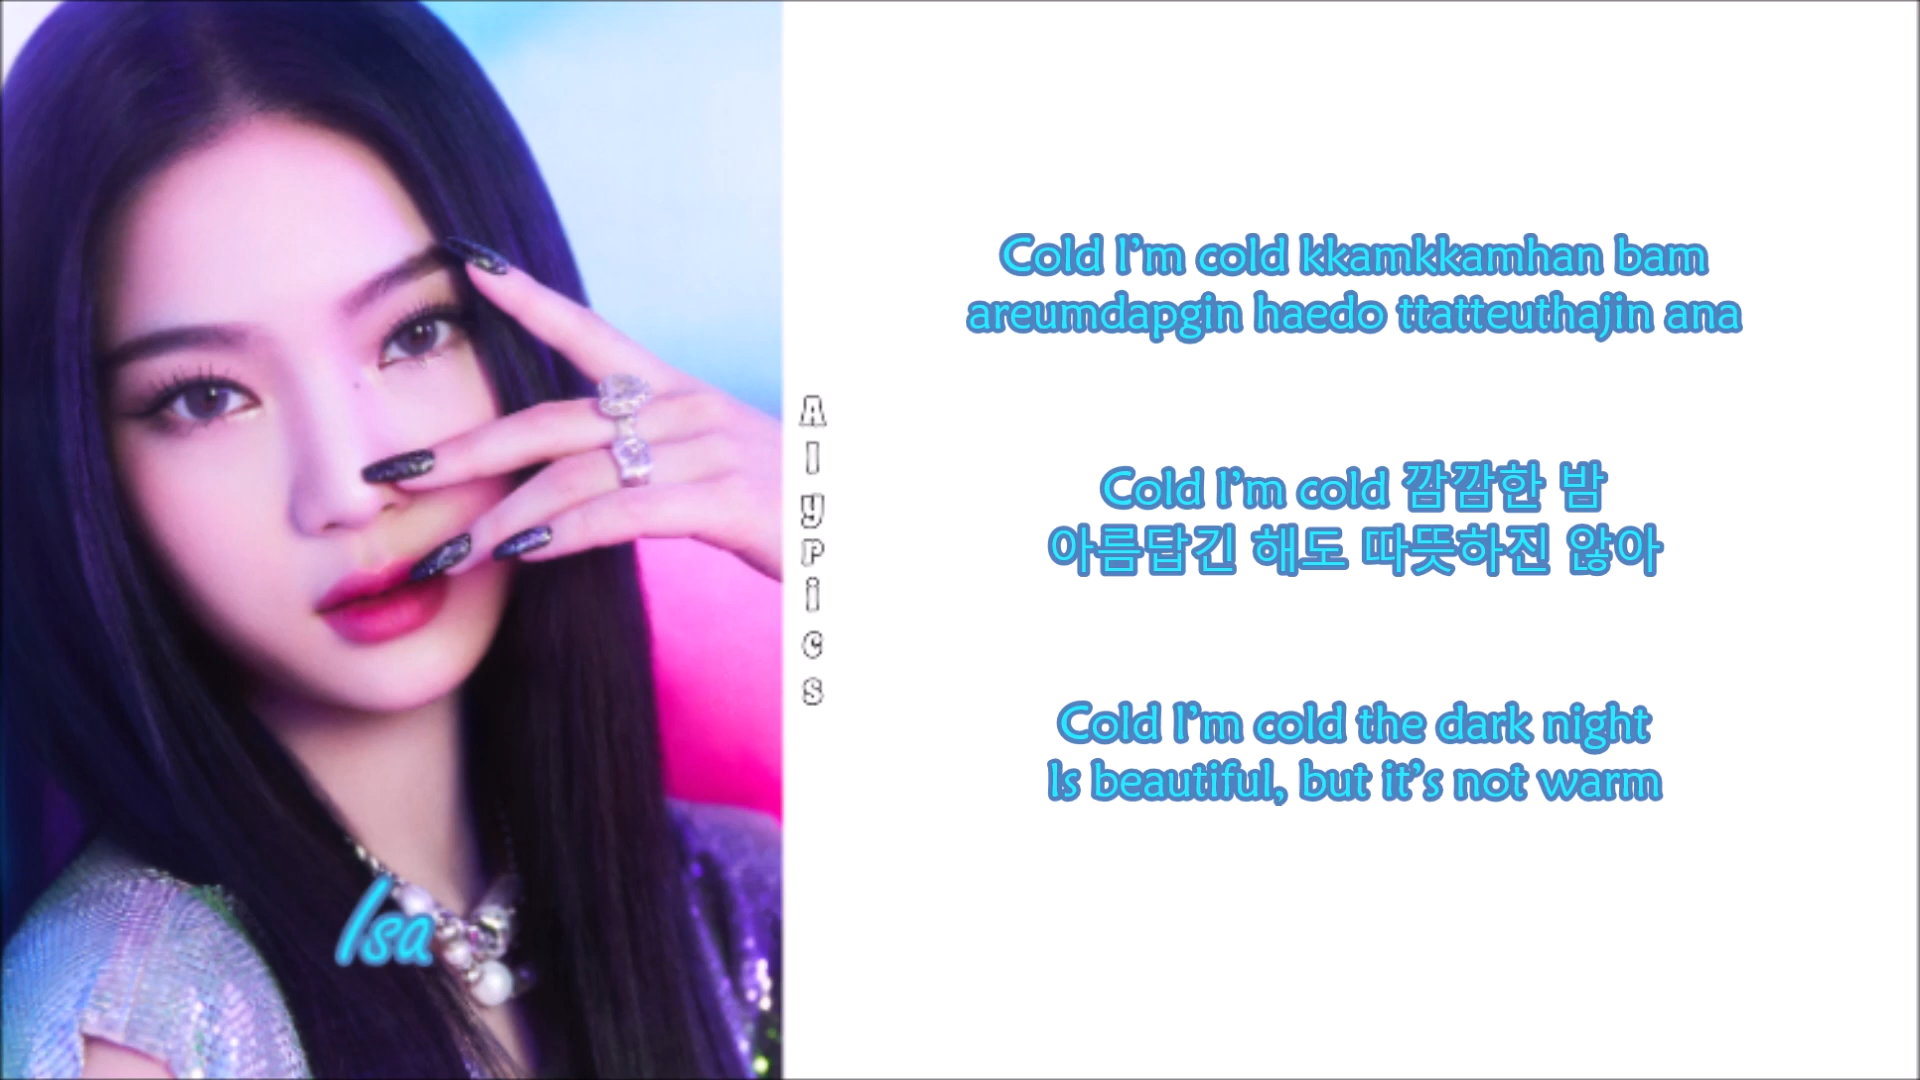 Cold I'm cold kkamkkamhan bam
areumdapgin haedo ttatteuthajin ana
Cold I'm cold 깜깜한 밤
아름답긴 해도 따뜻하진 않아
Cold I'm cold the dark night
Is beautiful, but it's not warm
AlyPics
Isa